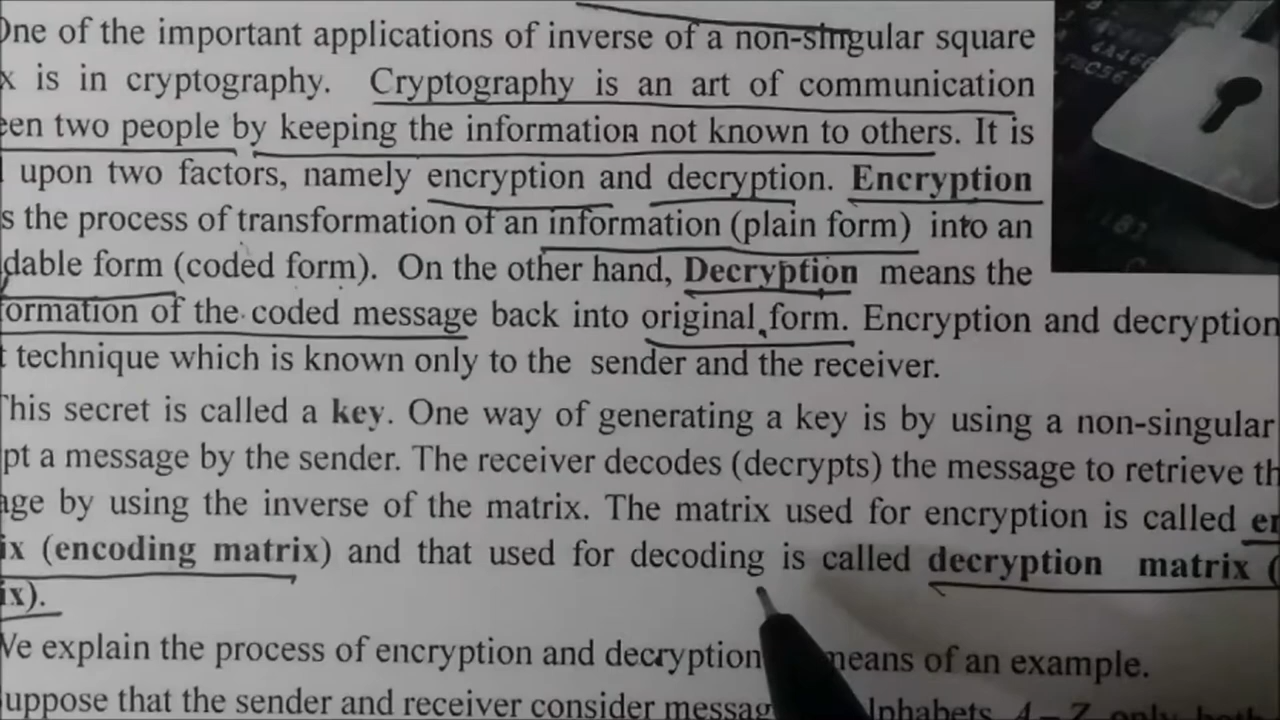 One of the important applications of inverse of a non-singular square
x is in cryptography. Cryptography is an art of communication
een two people by keeping the information not known to others. It is
upon two factors, namely encryption and decryption. Encryption
s the process of transformation of an information (plain form) into an
dable form (coded form). On the other hand, Decryption means the
ormation of the coded message back into original form. Encryption and decryption
t technique which is known only to the sender and the receiver.
This secret is called a key. One way of generating a key is by using a non-singular
pt a message by the sender. The receiver decodes (decrypts) the message to retrieve th
age by using the inverse of the matrix. The matrix used for encryption is called en
ix (encoding matrix) and that used for decoding is called decryption matrix (
ix).
We explain the process of encryption and decryption means of an example.
uppose that the sender and receiver consider messag lphabets A – Z only, both
4A46